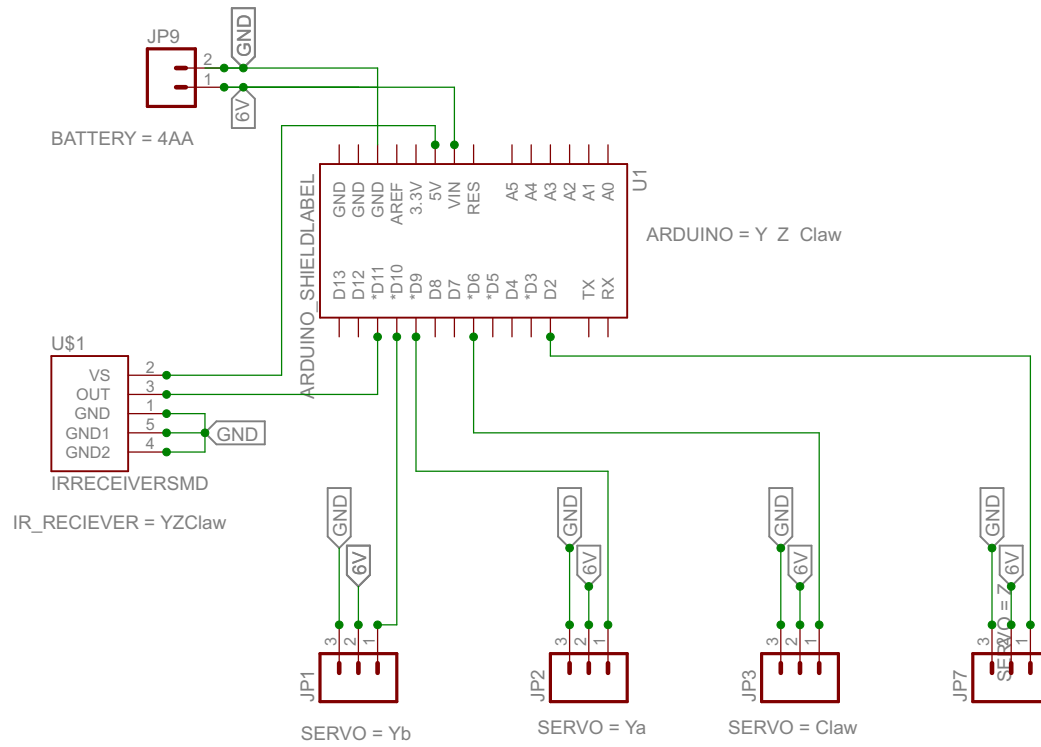 JP9
2
GND
1
6V
BATTERY = 4AA
ARDUINO_SHIELDLABEL
GND
GND
GND
AREF
3.3V
5V
VIN
RES
A5
A4
A3
A2
A1
A0
U1
D13
D12
*D11
*D10
*D9
D8
D7
*D6
*D5
D4
*D3
D2
TX
RX
ARDUINO = Y Z Claw
U$1
VS
2
OUT
3
GND
1
GND1
5
GND2
4
GND
IRRECEIVERSMD
IR_RECIEVER = YZClaw
GND
6V
3
2
1
JP1
SERVO = Yb
GND
6V
3
2
1
JP2
SERVO = Ya
GND
6V
3
2
1
JP3
SERVO = Claw
GND
6V
3
2
1
JP7
SERVO = Z